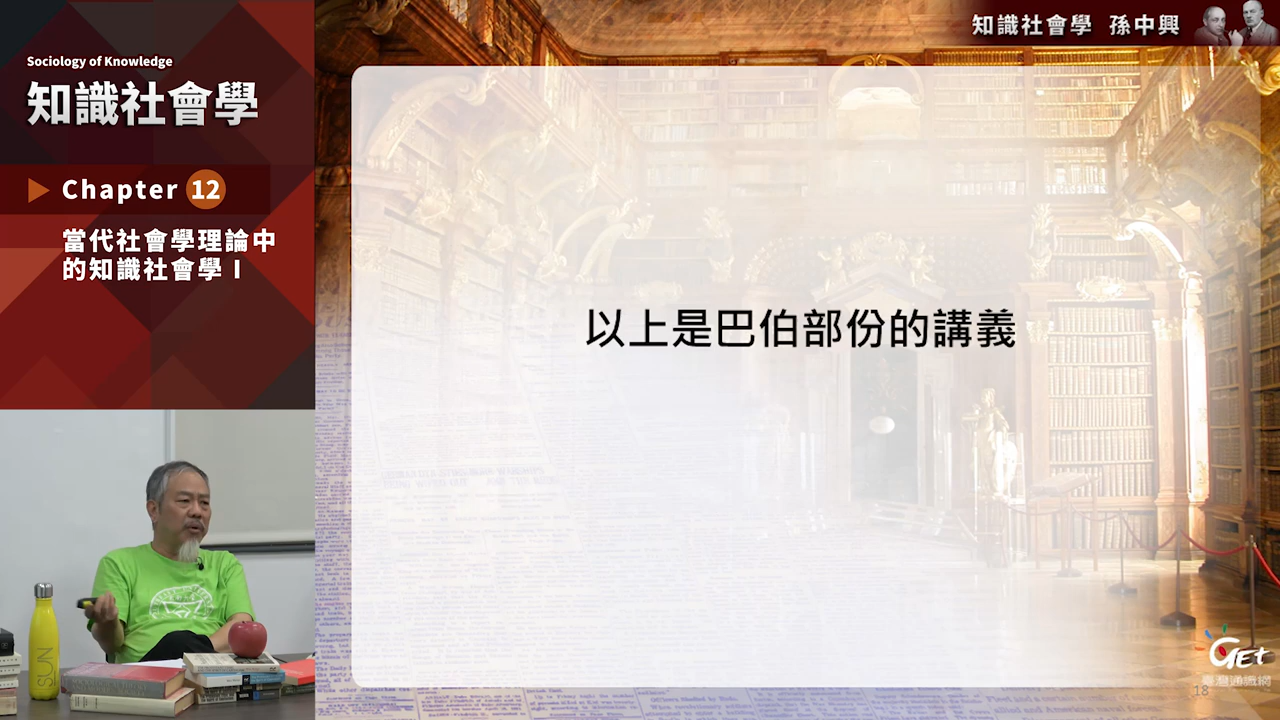 Sociology of Knowledge
知識社會學
Chapter 12
當代社會學理論中
的知識社會學 I
知識社會學 孫中興
以上是巴伯部份的講義
SUN
GET
臺灣通識網
18